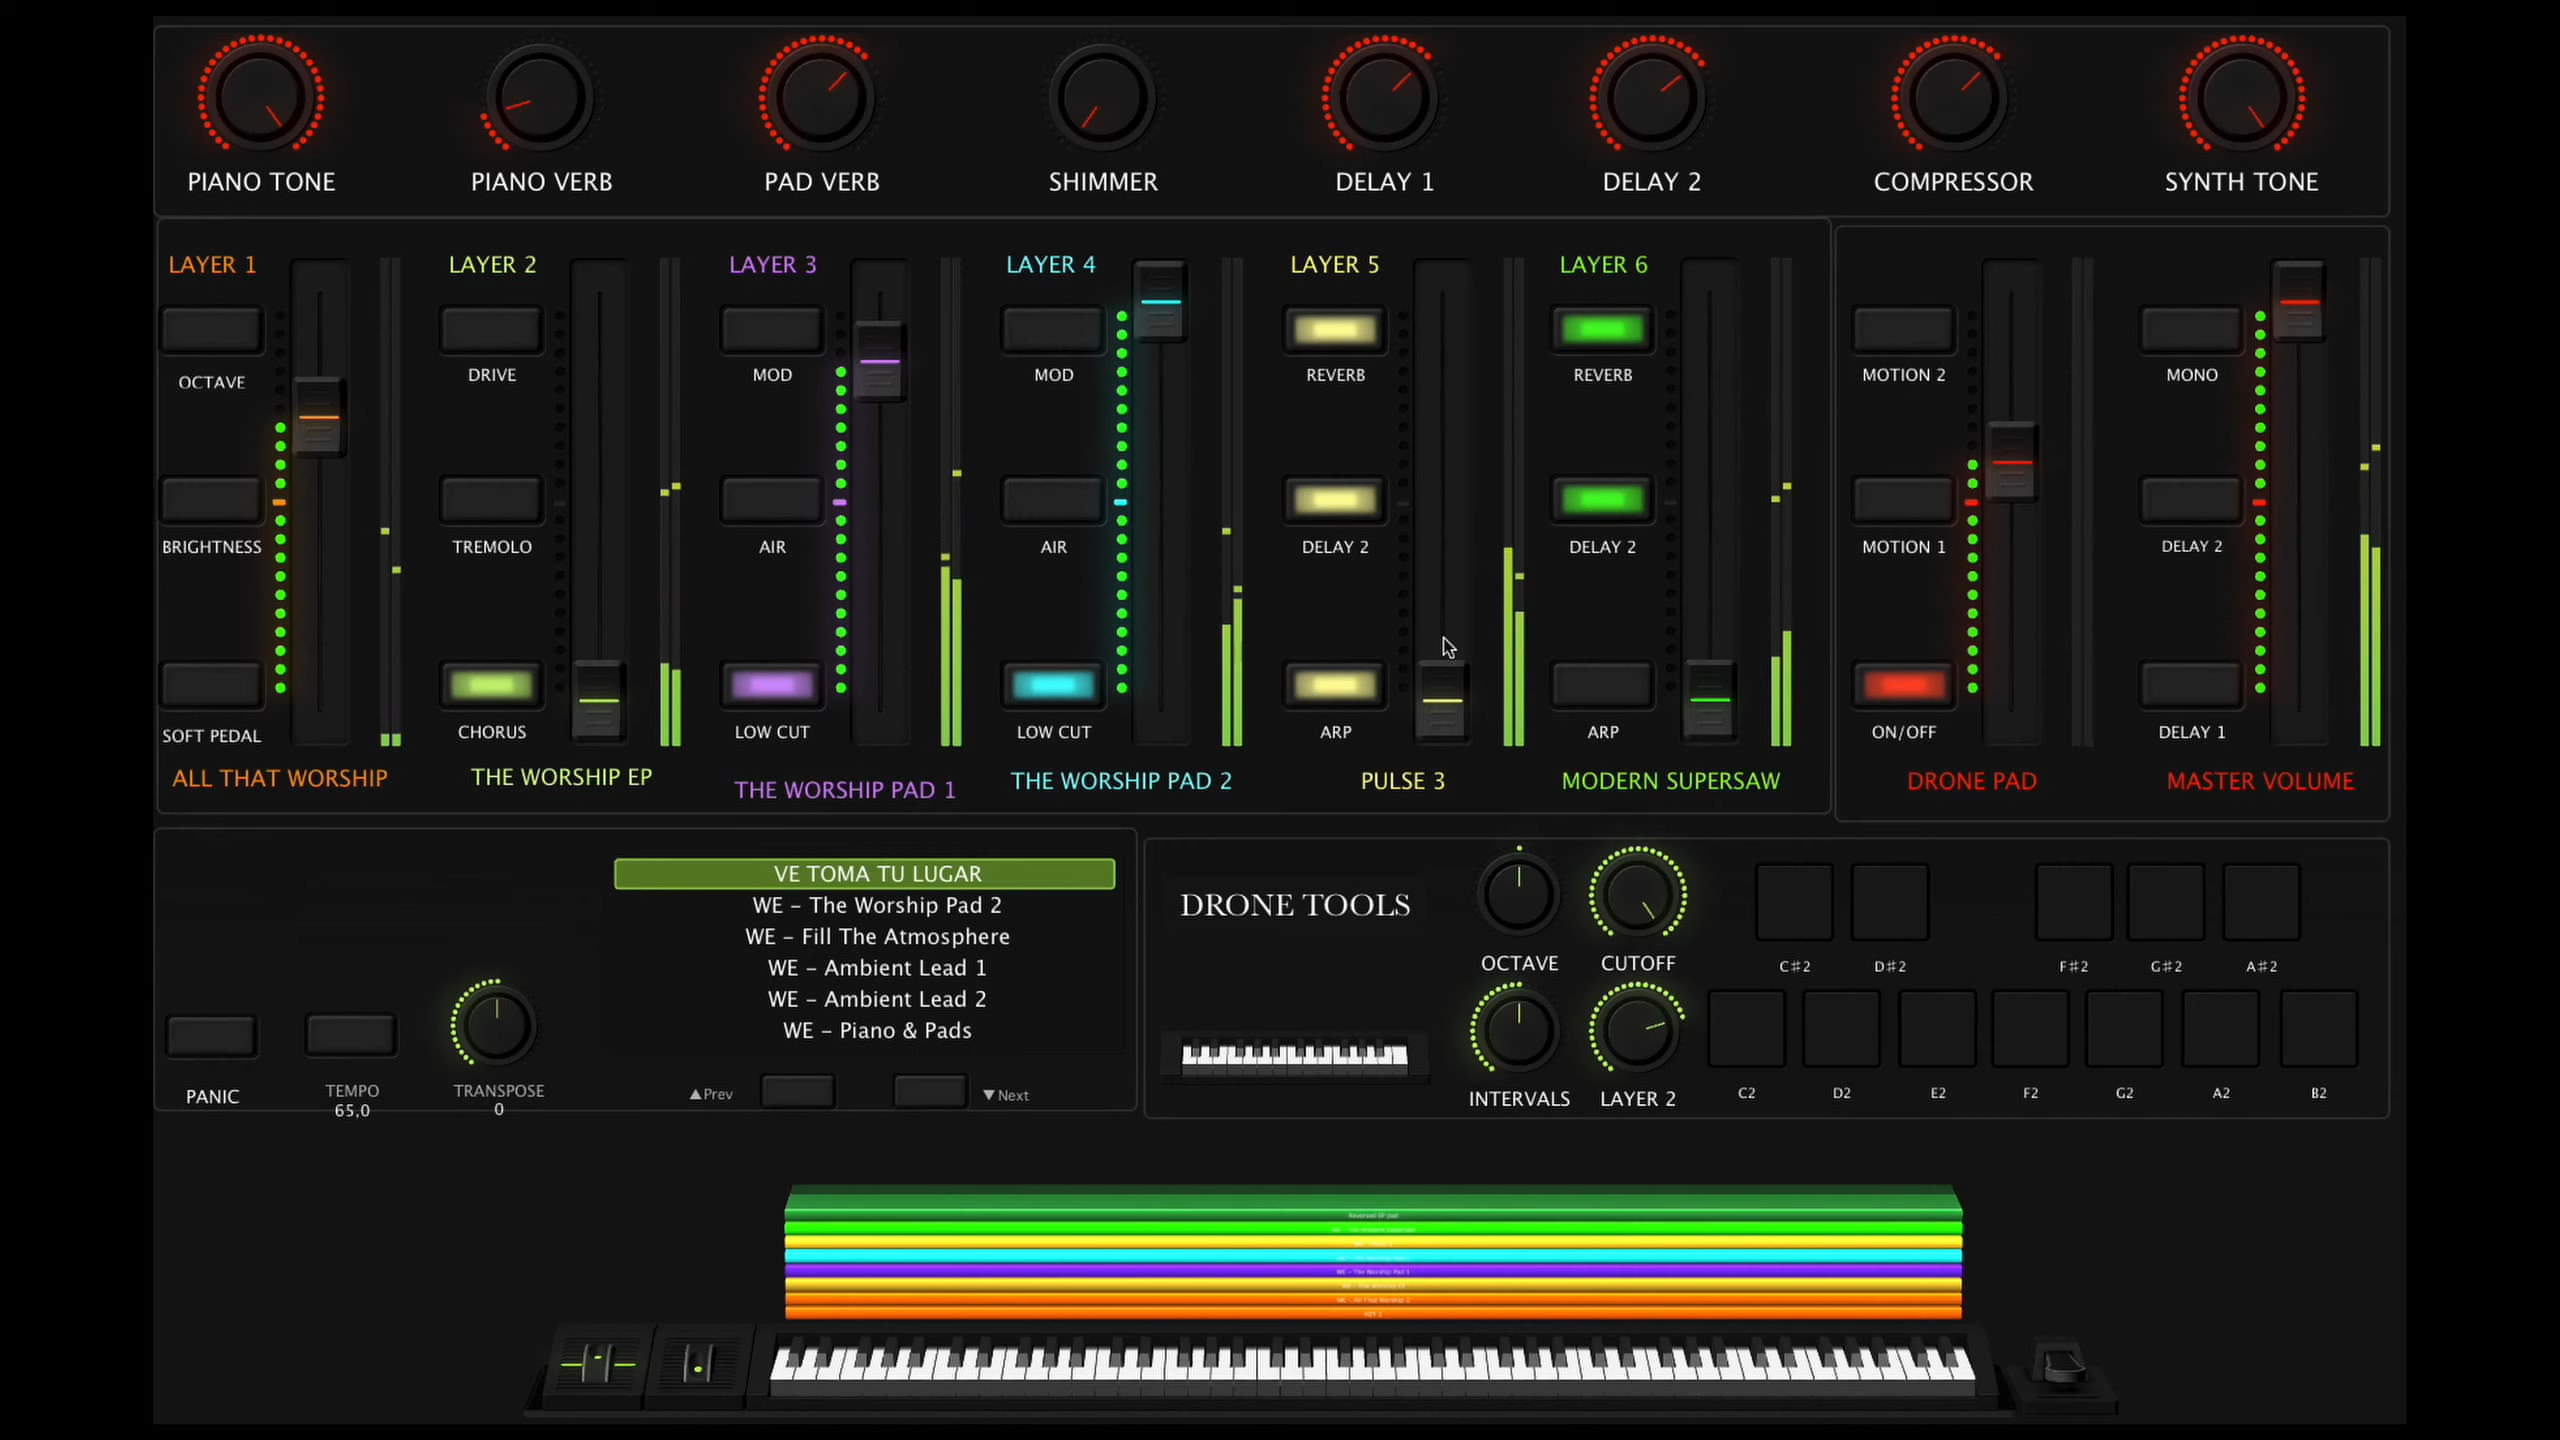 PIANO TONE
PIANO VERB
PAD VERB
SHIMMER
DELAY 1
DELAY 2
COMPRESSOR
SYNTH TONE
LAYER 1
OCTAVE
BRIGHTNESS
SOFT PEDAL
ALL THAT WORSHIP
LAYER 2
DRIVE
TREMOLO
CHORUS
THE WORSHIP EP
LAYER 3
MOD
AIR
LOW CUT
THE WORSHIP PAD 1
LAYER 4
MOD
AIR
LOW CUT
THE WORSHIP PAD 2
LAYER 5
REVERB
DELAY 2
ARP
PULSE 3
LAYER 6
REVERB
DELAY 2
ARP
MODERN SUPERSAW
MOTION 2
MOTION 1
ON/OFF
DRONE PAD
MONO
DELAY 2
DELAY 1
MASTER VOLUME
PANIC
TEMPO
65,0
TRANSPOSE
0
VE TOMA TU LUGAR
WE – The Worship Pad 2
WE – Fill The Atmosphere
WE – Ambient Lead 1
WE – Ambient Lead 2
WE – Piano & Pads
▲Prev
▼Next
DRONE TOOLS
OCTAVE
CUTOFF
INTERVALS
LAYER 2
C#2
D#2
F#2
G#2
A#2
C2
D2
E2
F2
G2
A2
B2
WE – The Worship Pad 1